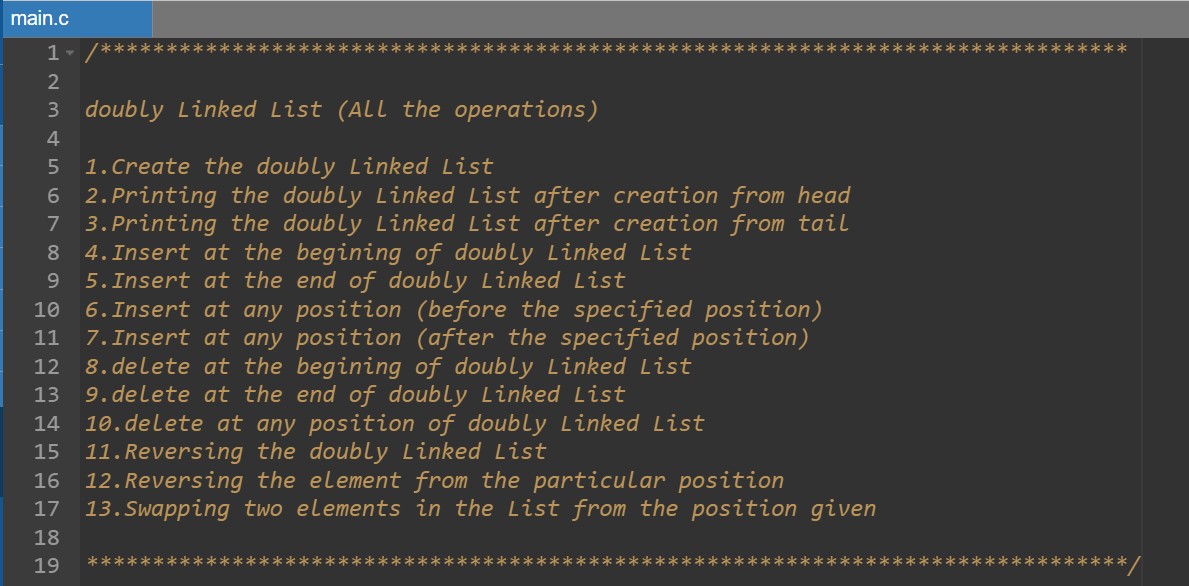 main.c
1 /******************************************************************************
2
3 doubly Linked List (All the operations)
4
5 1.Create the doubly Linked List
6 2.Printing the doubly Linked List after creation from head
7 3.Printing the doubly Linked List after creation from tail
8 4.Insert at the begining of doubly Linked List
9 5.Insert at the end of doubly Linked List
10 6.Insert at any position (before the specified position)
11 7.Insert at any position (after the specified position)
12 8.delete at the begining of doubly Linked List
13 9.delete at the end of doubly Linked List
14 10.delete at any position of doubly Linked List
15 11.Reversing the doubly Linked List
16 12.Reversing the element from the particular position
17 13.Swapping two elements in the List from the position given
18
19 *******************************************************************************/